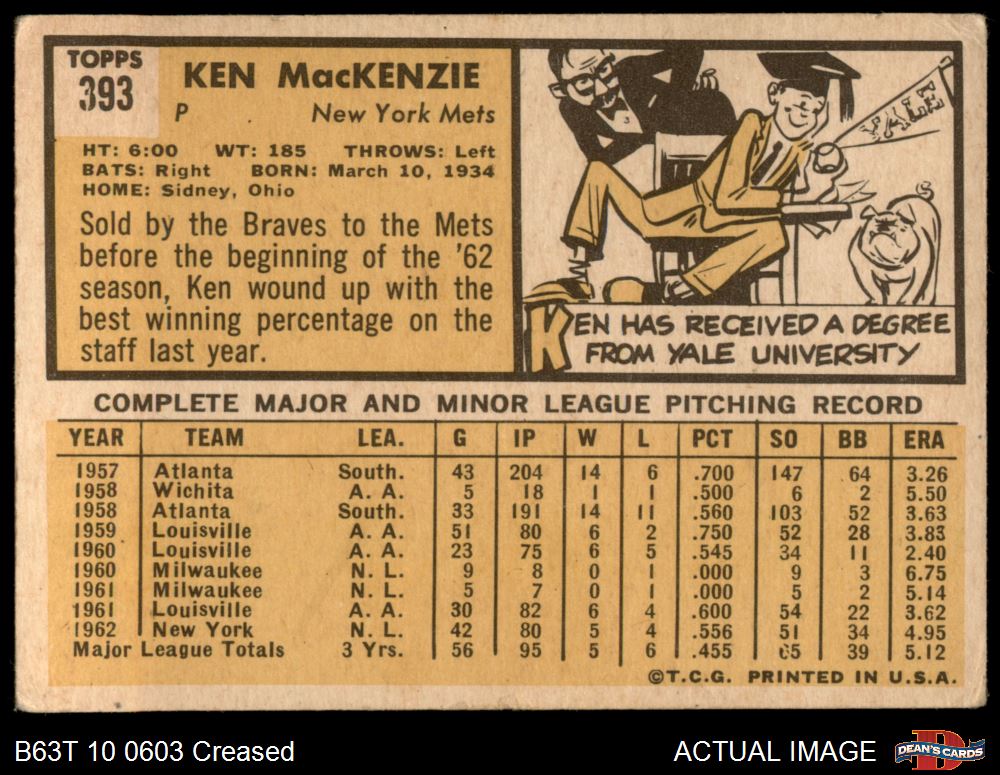 TOPPS
393
KEN MacKENZIE
P New York Mets
HT: 6:00 WT: 185 THROWS: Left
BATS: Right BORN: March 10, 1934
HOME: Sidney, Ohio
Sold by the Braves to the Mets
before the beginning of the '62
season, Ken wound up with the
best winning percentage on the
staff last year.
YALE
KEN HAS RECEIVED A DEGREE
FROM YALE UNIVERSITY
COMPLETE MAJOR AND MINOR LEAGUE PITCHING RECORD
YEAR TEAM LEA. G IP W L PCT SO BB ERA
1957 Atlanta South. 43 204 14 6 .700 147 64 3.26
1958 Wichita A. A. 5 18 1 1 .500 6 2 5.50
1958 Atlanta South. 33 191 14 11 .560 103 52 3.63
1959 Louisville A. A. 51 80 6 2 .750 52 28 3.83
1960 Louisville A. A. 23 75 6 5 .545 34 11 2.40
1960 Milwaukee N. L. 9 8 0 1 .000 9 3 6.75
1961 Milwaukee N. L. 5 7 0 1 .000 5 2 5.14
1961 Louisville A. A. 30 82 6 4 .600 54 22 3.62
1962 New York N. L. 42 80 5 4 .556 51 34 4.95
Major League Totals 3 Yrs. 56 95 5 6 .455 65 39 5.12
©T.C.G. PRINTED IN U.S.A.
B63T 10 0603 Creased ACTUAL IMAGE DEAN'S CARDS